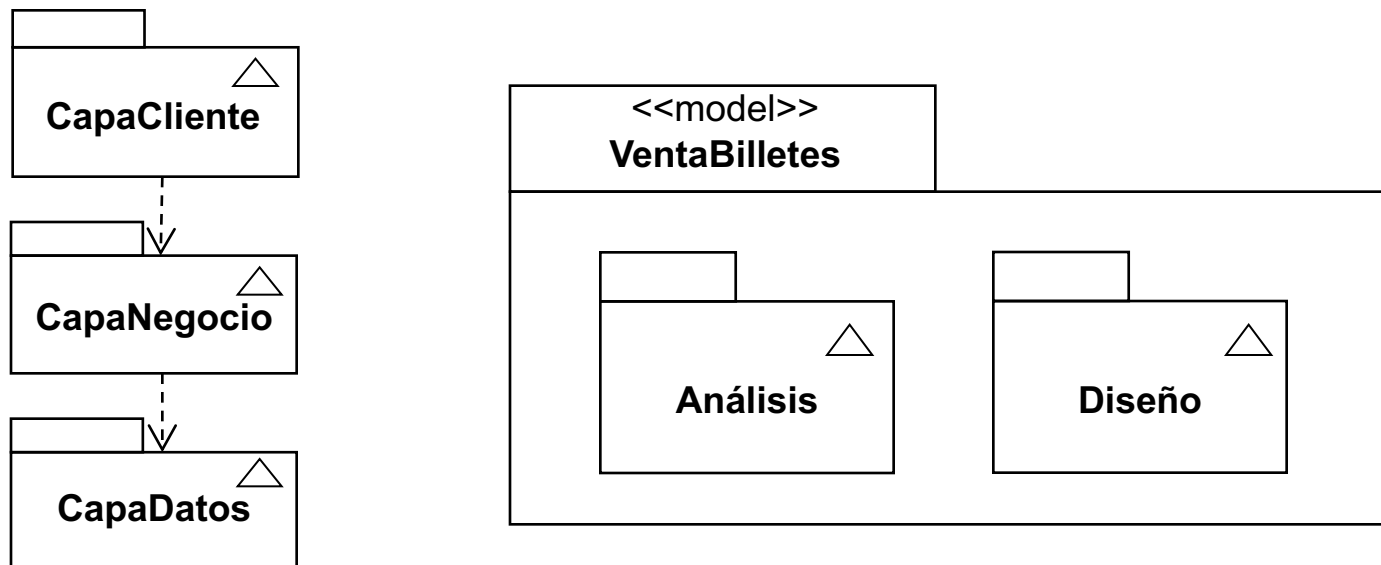 CapaCliente
CapaNegocio
CapaDatos
<<model>>
VentaBilletes
Análisis
Diseño